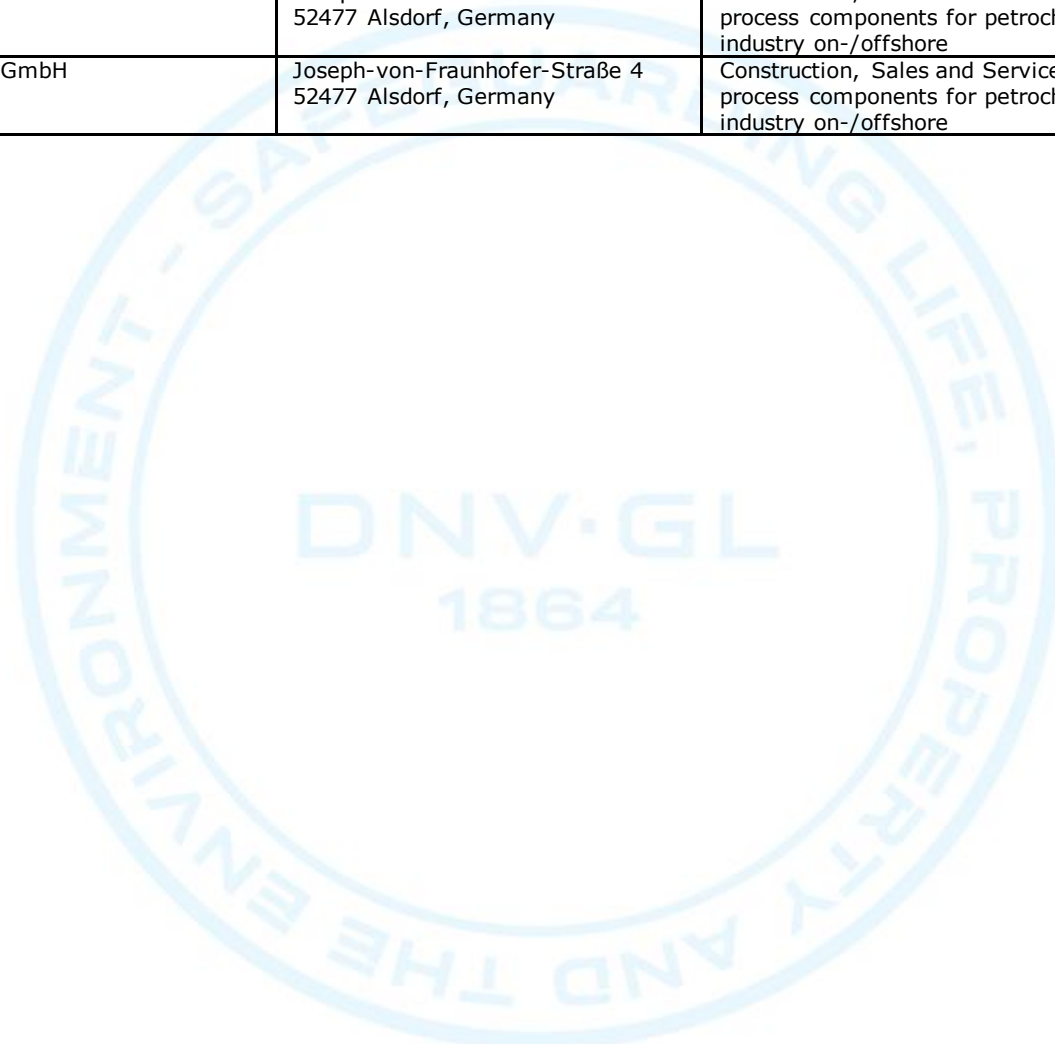 52477 Alsdorf, Germany
process components for petroch
industry on-/offshore
GmbH
Joseph-von-Fraunhofer-Straße 4
52477 Alsdorf, Germany
Construction, Sales and Service
process components for petroch
industry on-/offshore
SAFEGUARDING LIFE, PROPERTY AND THE ENVIRONMENT -
DNV·GL
1864